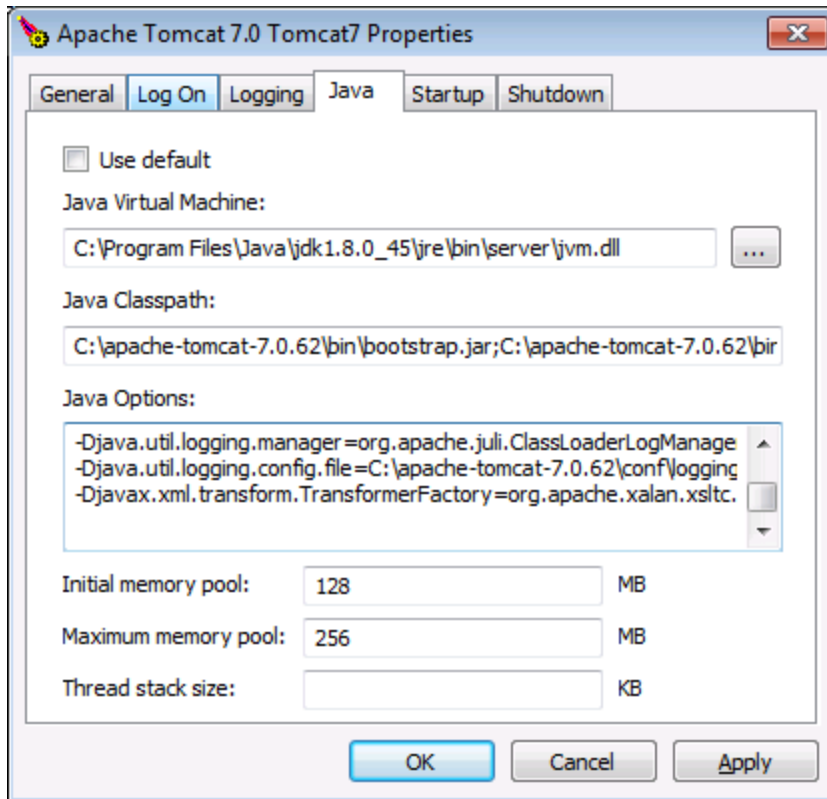 Apache Tomcat 7.0 Tomcat7 Properties
General Log On Logging Java Startup Shutdown
Use default
Java Virtual Machine:
C:\Program Files\Java\jdk1.8.0_45\jre\bin\server\jvm.dll
...
Java Classpath:
C:\apache-tomcat-7.0.62\bin\bootstrap.jar;C:\apache-tomcat-7.0.62\bin
Java Options:
-Djava.util.logging.manager=org.apache.juli.ClassLoaderLogManager
-Djava.util.logging.config.file=C:\apache-tomcat-7.0.62\conf\logging
-Djavax.xml.transform.TransformerFactory=org.apache.xalan.xsltc.
Initial memory pool: 128 MB
Maximum memory pool: 256 MB
Thread stack size: KB
OK Cancel Apply